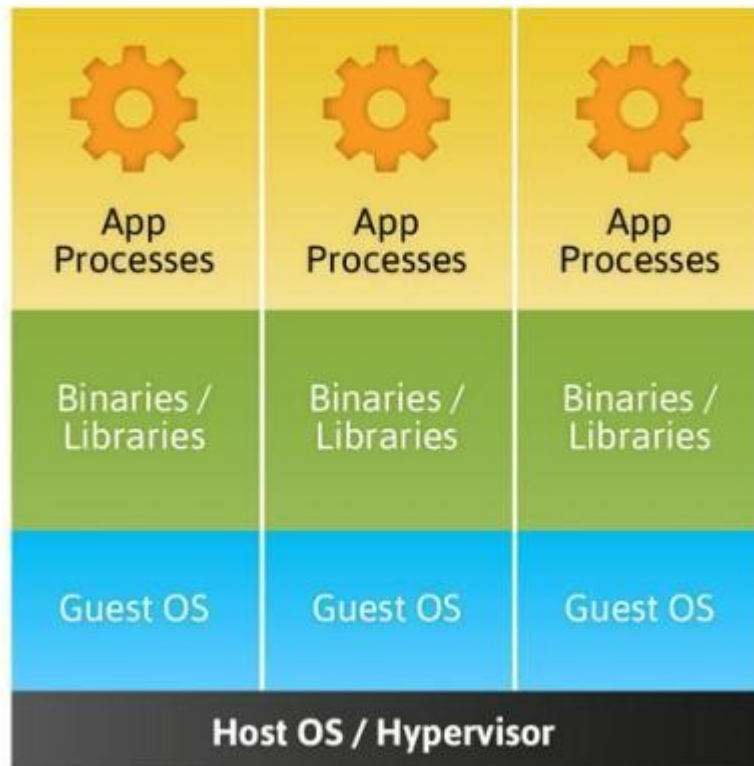 App
Processes
App
Processes
App
Processes
Binaries /
Libraries
Binaries /
Libraries
Binaries /
Libraries
Guest OS
Guest OS
Guest OS
Host OS / Hypervisor